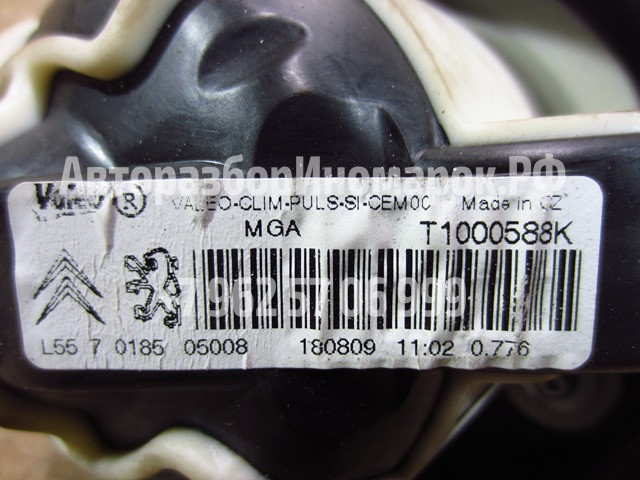 АвторазборИномарок.РФ
Valeo ® VALEO-CLIM-PULS-SI-CEM00 Made in CZ
MGA T1000588K
+79626706999
L55 7 0185 05008 180809 11:02 0.776